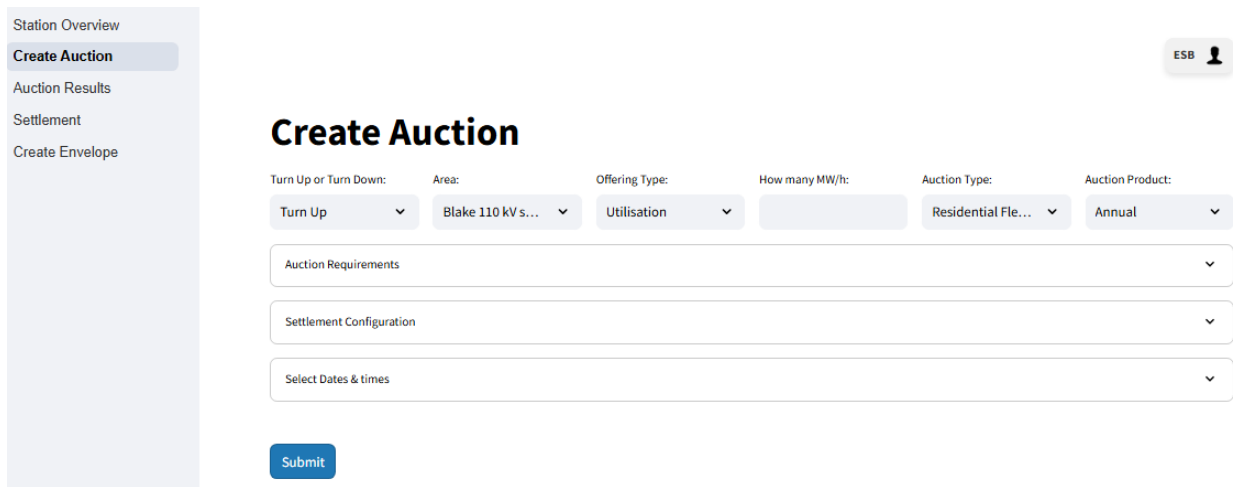 Station Overview
Create Auction
Auction Results
Settlement
Create Envelope
ESB
Create Auction
Turn Up or Turn Down: Area: Offering Type: How many MW/h: Auction Type: Auction Product:
Turn Up Blake 110 kV s... Utilisation Residential Fle... Annual
Auction Requirements
Settlement Configuration
Select Dates & times
Submit